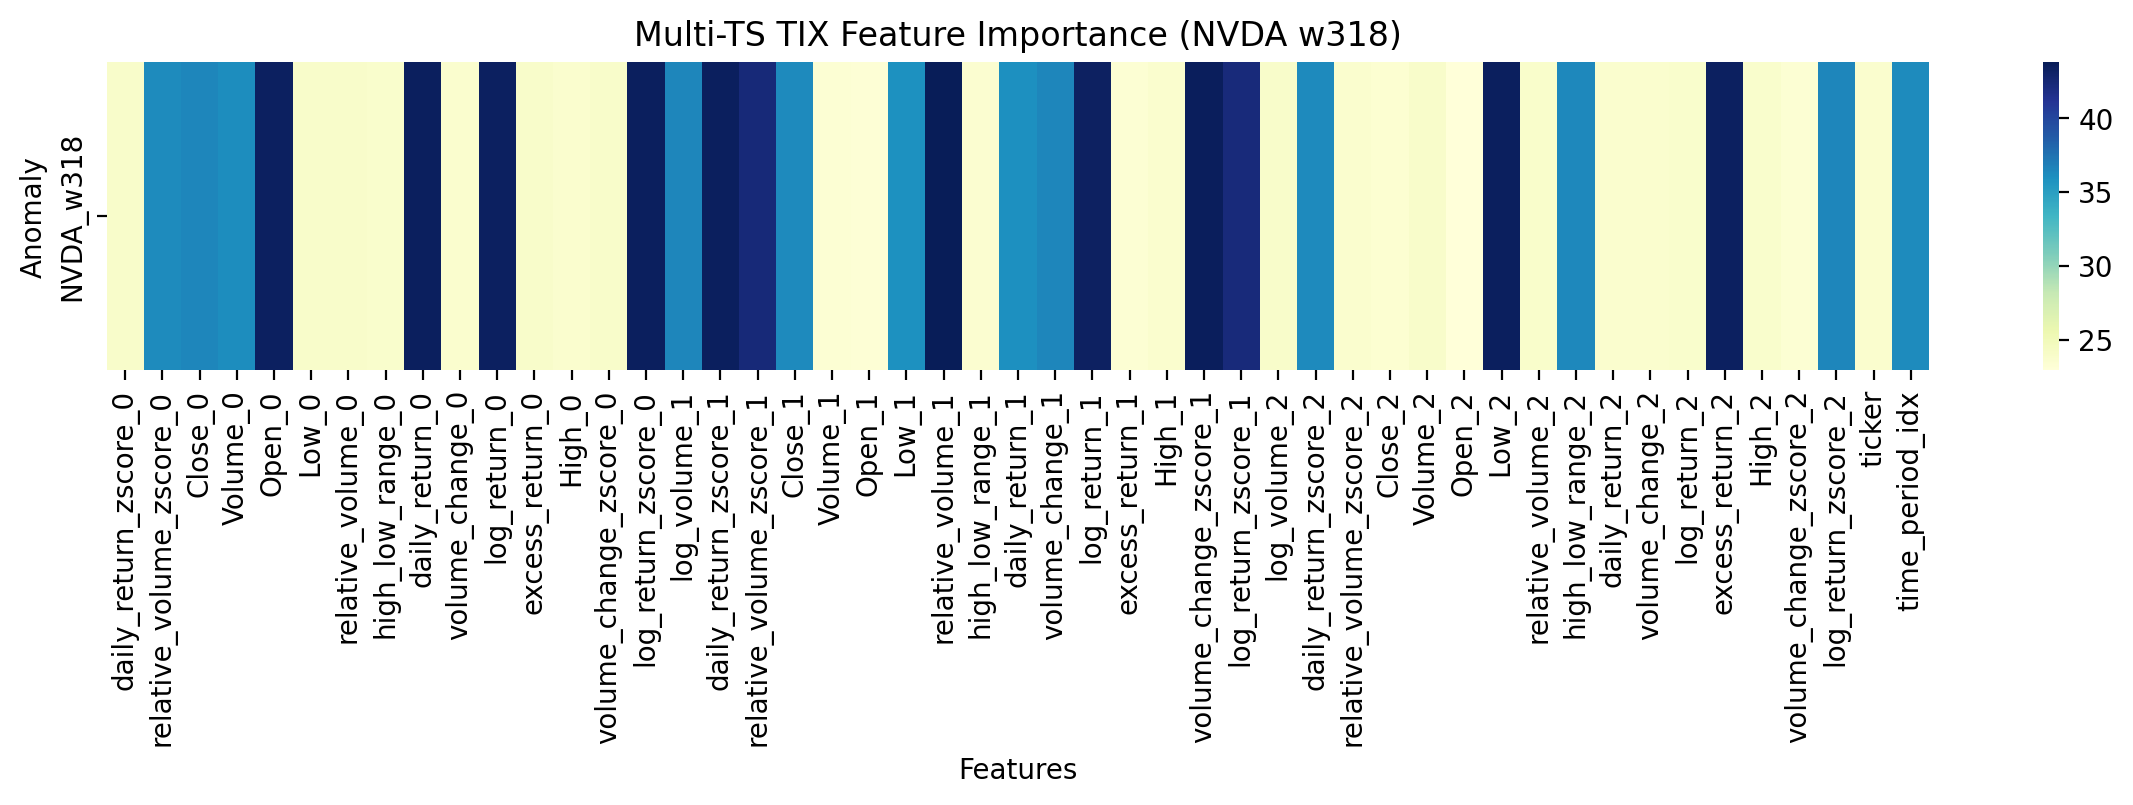 Multi-TS TIX Feature Importance (NVDA w318)
Anomaly
NVDA_w318
40
35
30
25
daily_return_zscore_0
relative_volume_zscore_0
Close_0
Volume_0
Open_0
Low_0
relative_volume_0
high_low_range_0
daily_return_0
volume_change_0
log_return_0
excess_return_0
High_0
volume_change_zscore_0
log_return_zscore_0
log_volume_1
daily_return_zscore_1
relative_volume_zscore_1
Close_1
Volume_1
Open_1
Low_1
relative_volume_1
high_low_range_1
daily_return_1
volume_change_1
log_return_1
excess_return_1
High_1
volume_change_zscore_1
log_return_zscore_1
log_volume_2
daily_return_zscore_2
relative_volume_zscore_2
Close_2
Volume_2
Open_2
Low_2
relative_volume_2
high_low_range_2
daily_return_2
volume_change_2
log_return_2
excess_return_2
High_2
volume_change_zscore_2
log_return_zscore_2
ticker
time_period_idx
Features